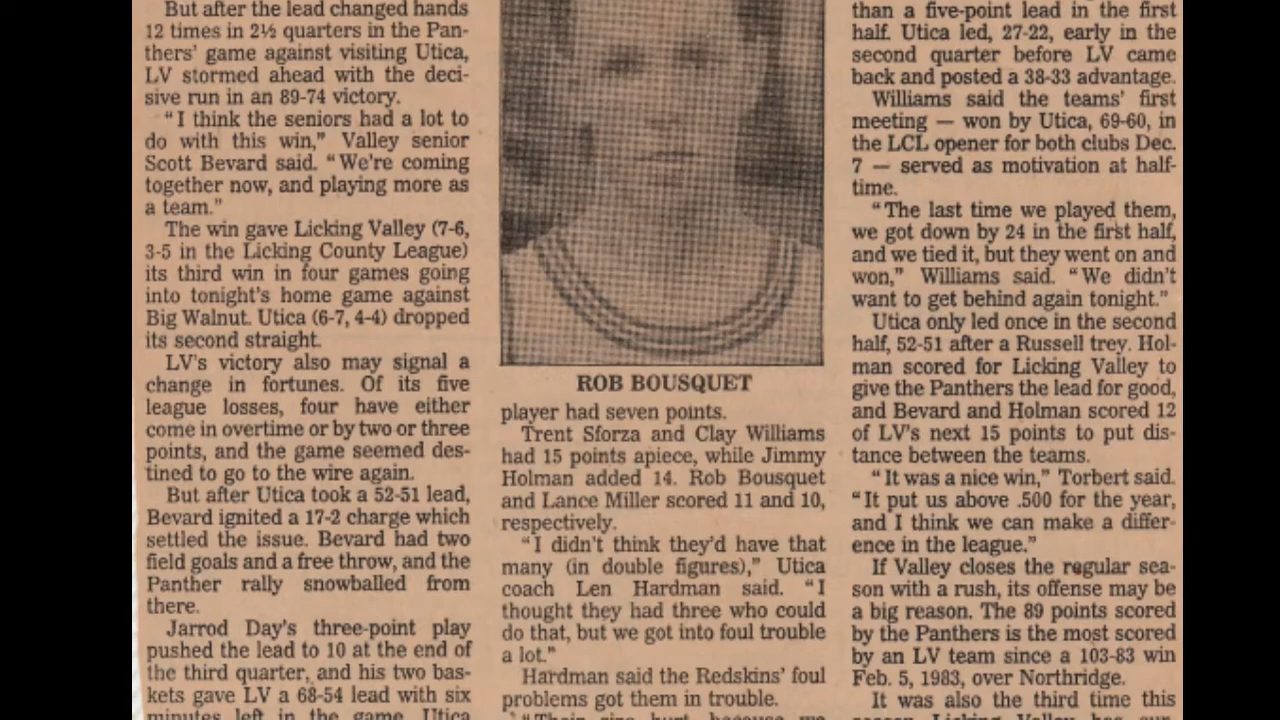 But after the lead changed hands
12 times in 2½ quarters in the Pan-
thers' game against visiting Utica,
LV stormed ahead with the deci-
sive run in an 89-74 victory.
"I think the seniors had a lot to
do with this win," Valley senior
Scott Bevard said. "We're coming
together now, and playing more as
a team."
The win gave Licking Valley (7-6,
3-5 in the Licking County League)
its third win in four games going
into tonight's home game against
Big Walnut. Utica (6-7, 4-4) dropped
its second straight.
LV's victory also may signal a
change in fortunes. Of its five
league losses, four have either
come in overtime or by two or three
points, and the game seemed des-
tined to go to the wire again.
But after Utica took a 52-51 lead,
Bevard ignited a 17-2 charge which
settled the issue. Bevard had two
field goals and a free throw, and the
Panther rally snowballed from
there.
Jarrod Day's three-point play
pushed the lead to 10 at the end of
the third quarter, and his two bas-
kets gave LV a 68-54 lead with six
minutes left in the game. Utica
ROB BOUSQUET
player had seven points.
Trent Sforza and Clay Williams
had 15 points apiece, while Jimmy
Holman added 14. Rob Bousquet
and Lance Miller scored 11 and 10,
respectively.
"I didn't think they'd have that
many (in double figures)," Utica
coach Len Hardman said. "I
thought they had three who could
do that, but we got into foul trouble
a lot."
Hardman said the Redskins' foul
problems got them in trouble.
"Their size hurt, because we
than a five-point lead in the first
half. Utica led, 27-22, early in the
second quarter before LV came
back and posted a 38-33 advantage.
Williams said the teams' first
meeting — won by Utica, 69-60, in
the LCL opener for both clubs Dec.
7 — served as motivation at half-
time.
"The last time we played them,
we got down by 24 in the first half,
and we tied it, but they went on and
won," Williams said. "We didn't
want to get behind again tonight."
Utica only led once in the second
half, 52-51 after a Russell trey. Hol-
man scored for Licking Valley to
give the Panthers the lead for good,
and Bevard and Holman scored 12
of LV's next 15 points to put dis-
tance between the teams.
"It was a nice win," Torbert said.
"It put us above .500 for the year,
and I think we can make a differ-
ence in the league."
If Valley closes the regular sea-
son with a rush, its offense may be
a big reason. The 89 points scored
by the Panthers is the most scored
by an LV team since a 103-83 win
Feb. 5, 1983, over Northridge.
It was also the third time this
season Licking Valley has